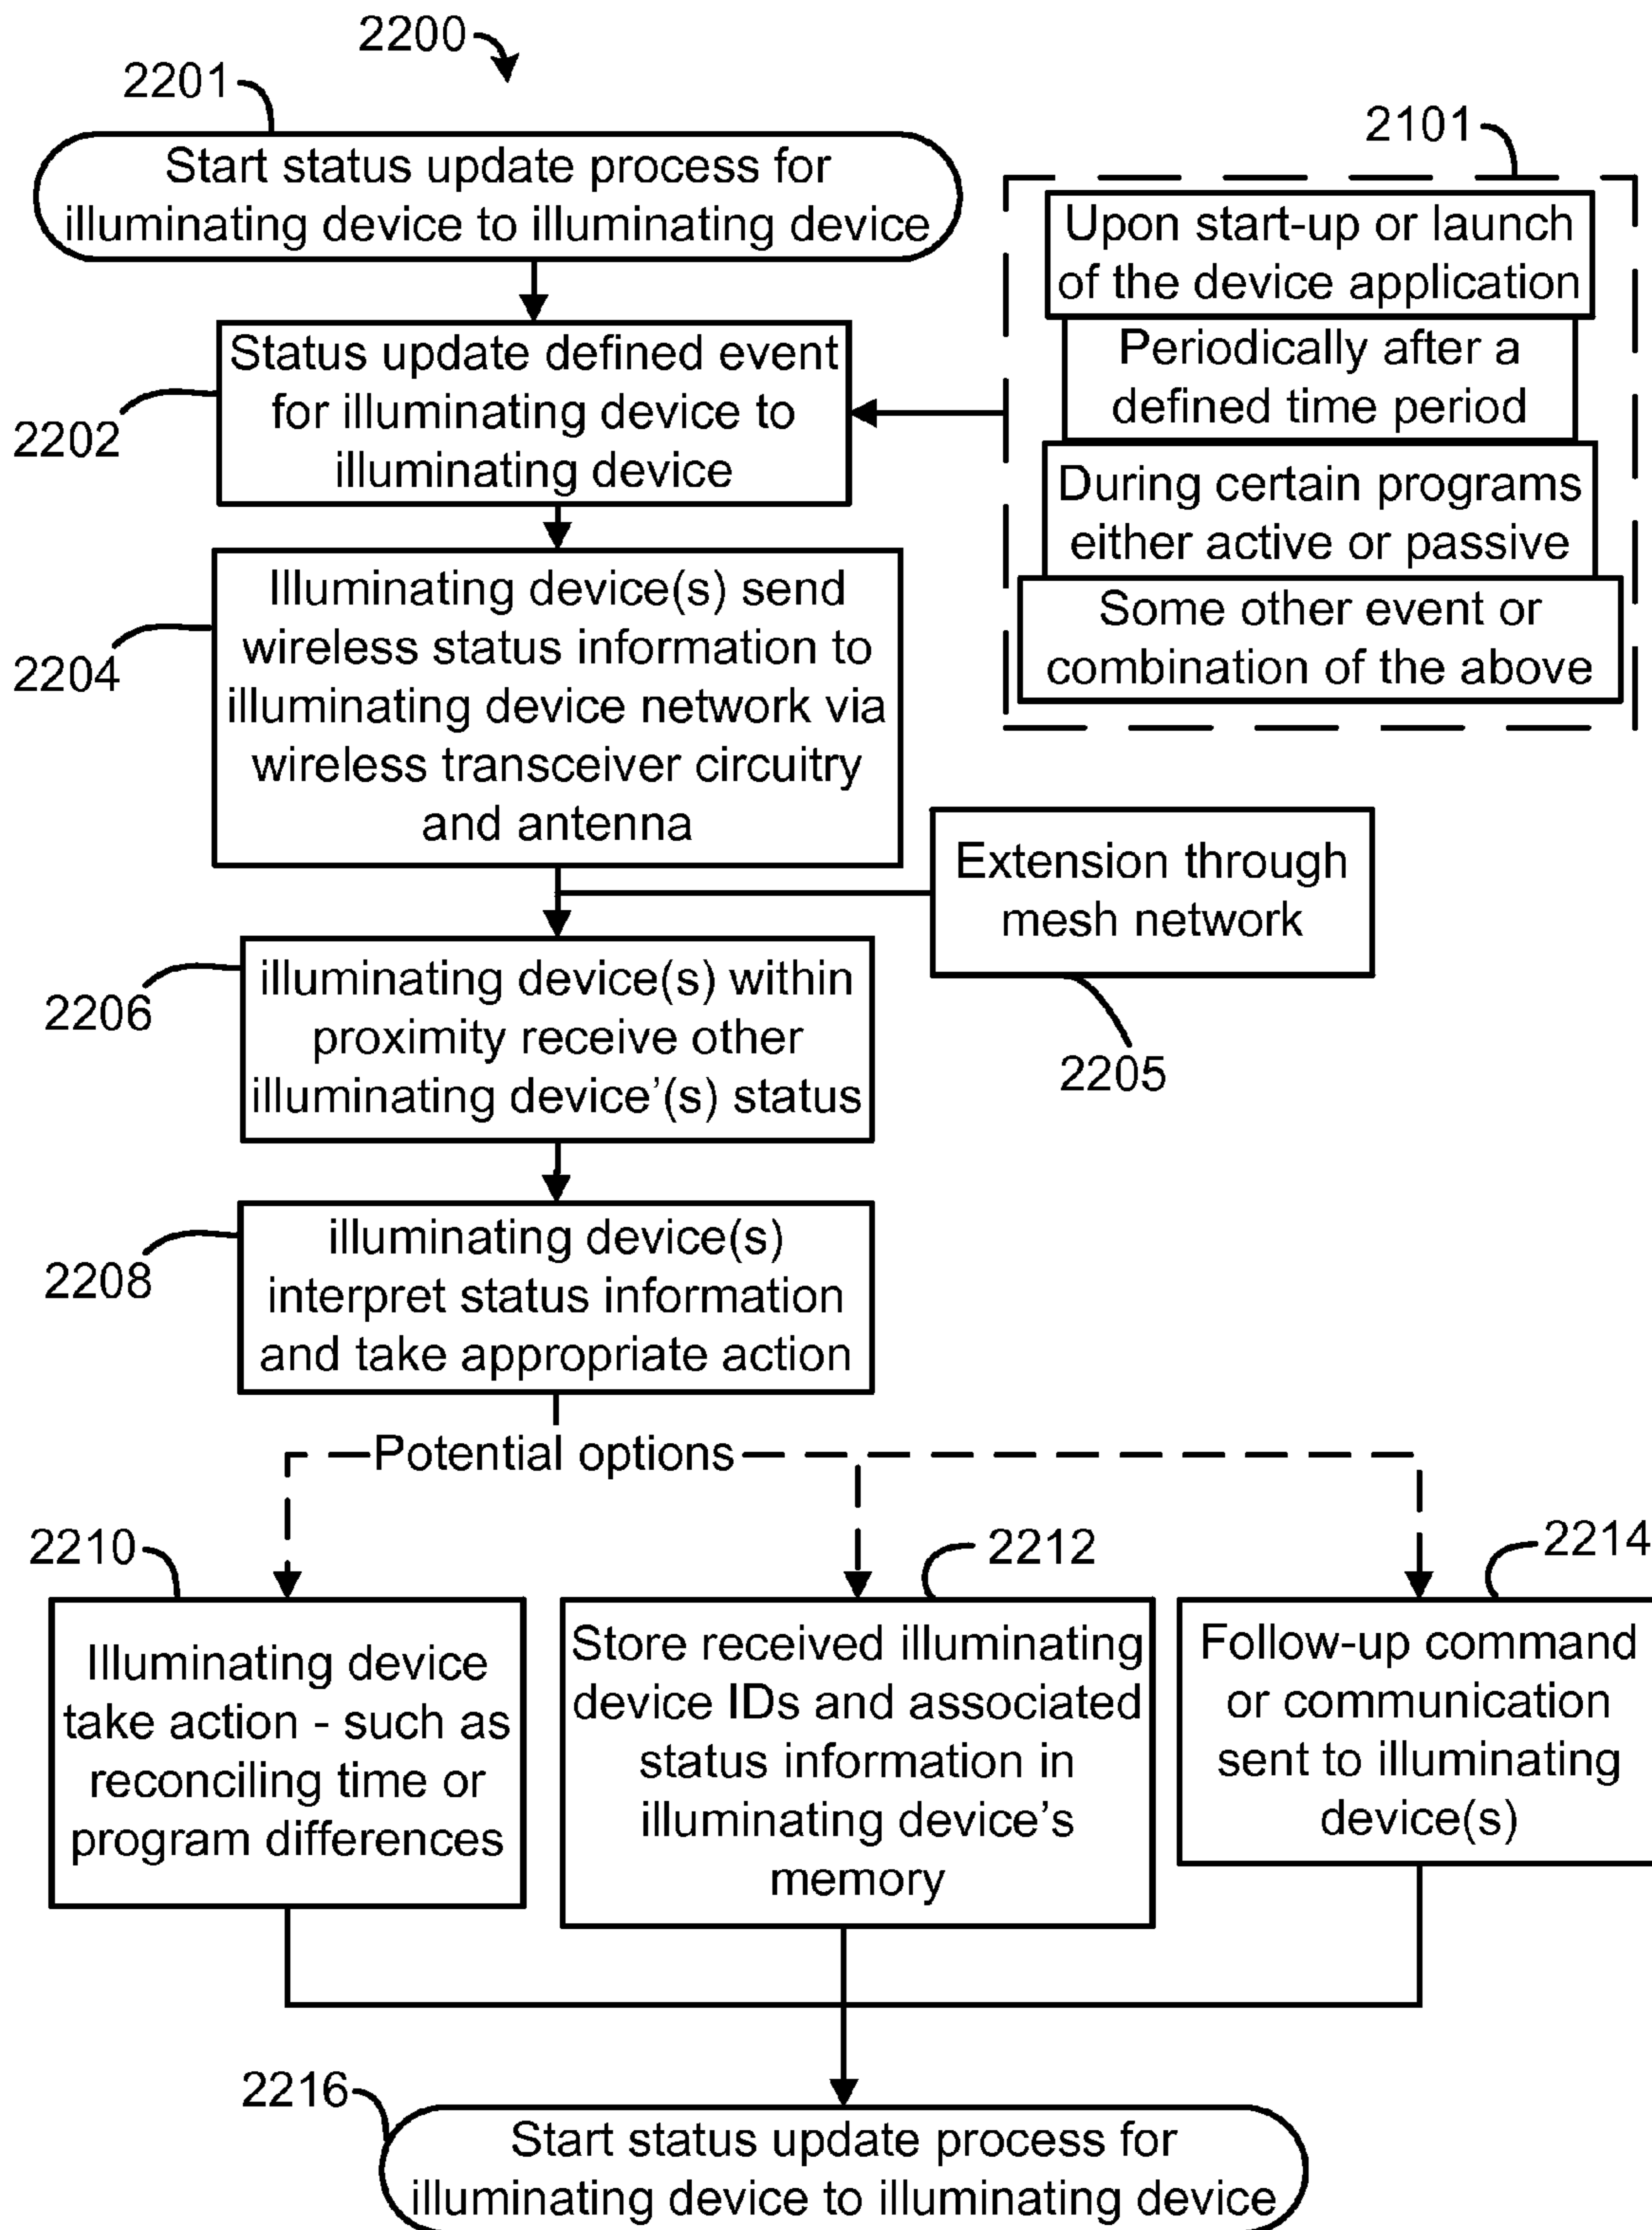 2200
2201
Start status update process for
illuminating device to illuminating device
2101
Upon start-up or launch
of the device application
Periodically after a
defined time period
During certain programs
either active or passive
Some other event or
combination of the above
Status update defined event
for illuminating device to
illuminating device
2202
Illuminating device(s) send
wireless status information to
illuminating device network via
wireless transceiver circuitry
and antenna
2204
Extension through
mesh network
2205
illuminating device(s) within
proximity receive other
illuminating device'(s) status
2206
illuminating device(s)
interpret status information
and take appropriate action
2208
Potential options
2210
Illuminating device
take action - such as
reconciling time or
program differences
2212
Store received illuminating
device IDs and associated
status information in
illuminating device's
memory
2214
Follow-up command
or communication
sent to illuminating
device(s)
2216
Start status update process for
illuminating device to illuminating device